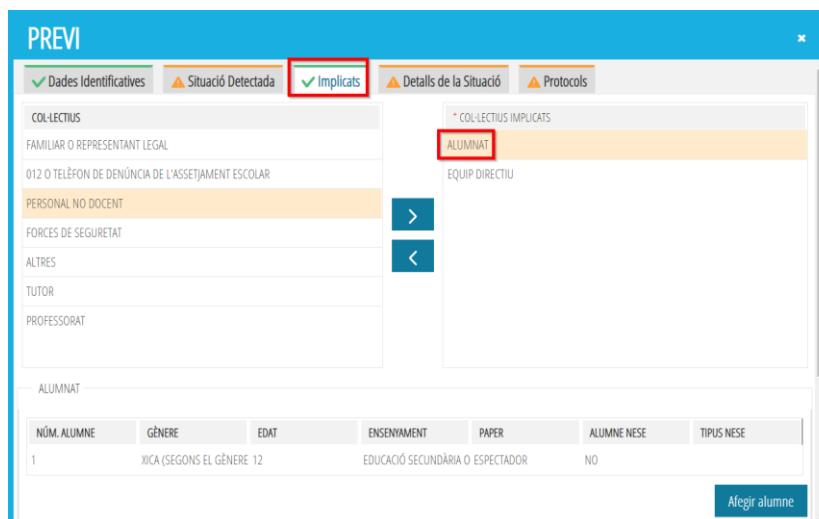 PREVI
Dades Identificatives Situació Detectada Implicats Detalls de la Situació Protocols
COL·LECTIUS
FAMILIAR O REPRESENTANT LEGAL
012 O TELÈFON DE DENÚNCIA DE L'ASSETJAMENT ESCOLAR
PERSONAL NO DOCENT
FORCES DE SEGURETAT
ALTRES
TUTOR
PROFESSORAT
* COL·LECTIUS IMPLICATS
ALUMNAT
EQUIP DIRECTIU
ALUMNAT
NÚM. ALUMNE GÈNERE EDAT ENSENYAMENT PAPER ALUMNE NESE TIPUS NESE
1 XICA (SEGONS EL GÈNERE 12 EDUCACIÓ SECUNDÀRIA O ESPECTADOR NO
Afegir alumne